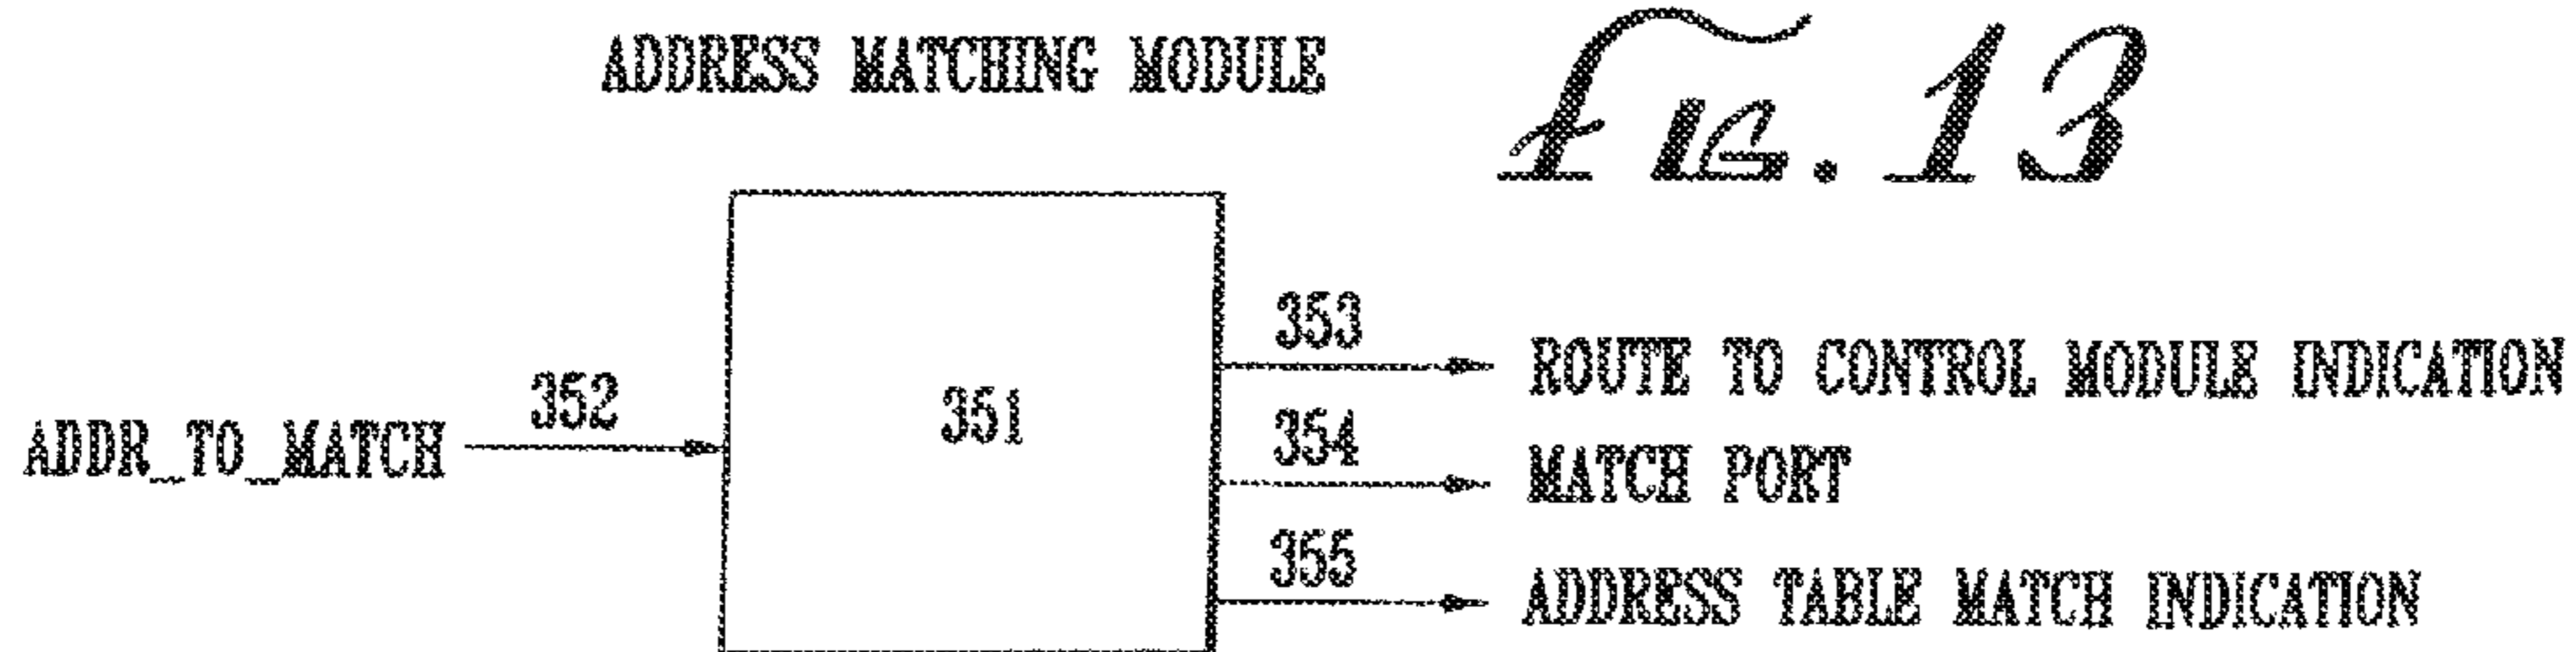 ADDRESS MATCHING MODULE
Fig. 13
353
ROUTE TO CONTROL MODULE INDICATION
352
351
ADDR_TO_MATCH
354
MATCH PORT
355
ADDRESS TABLE MATCH INDICATION